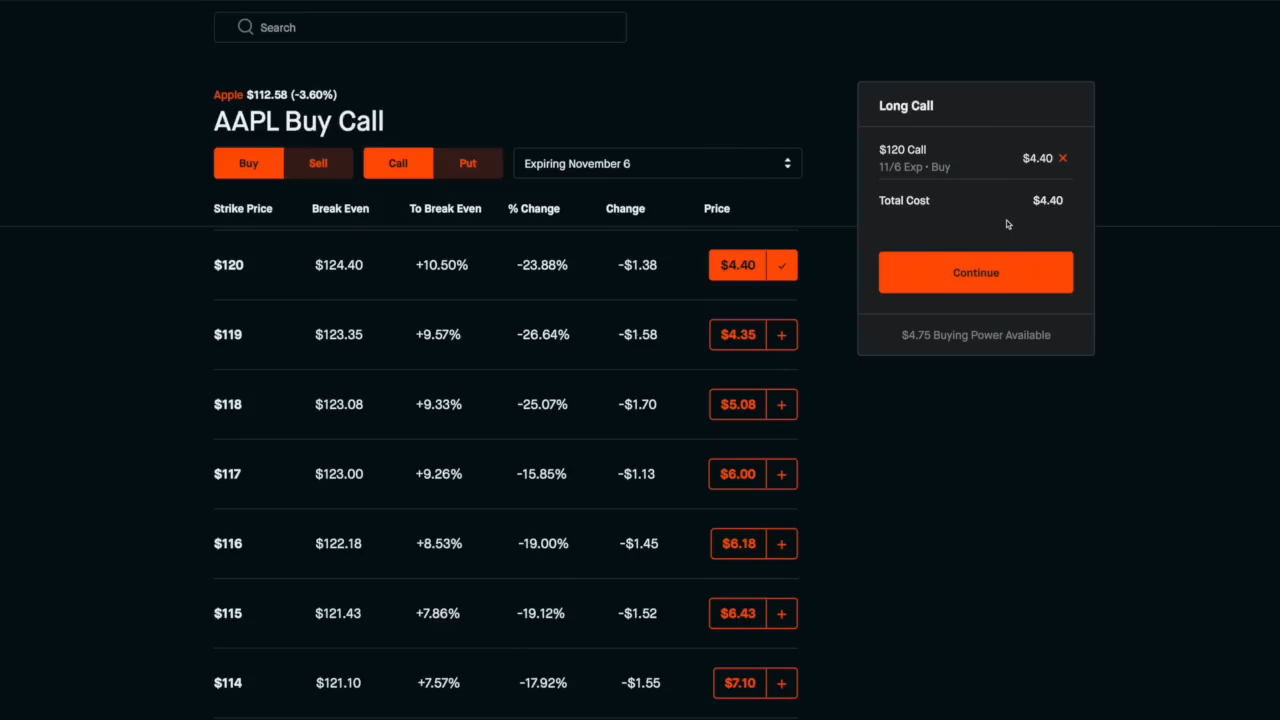 Search
Apple $112.58 (-3.60%)
AAPL Buy Call
Buy Sell Call Put Expiring November 6
Strike Price Break Even To Break Even % Change Change Price
$120 $124.40 +10.50% -23.88% -$1.38 $4.40
$119 $123.35 +9.57% -26.64% -$1.58 $4.35 +
$118 $123.08 +9.33% -25.07% -$1.70 $5.08 +
$117 $123.00 +9.26% -15.85% -$1.13 $6.00 +
$116 $122.18 +8.53% -19.00% -$1.45 $6.18 +
$115 $121.43 +7.86% -19.12% -$1.52 $6.43 +
$114 $121.10 +7.57% -17.92% -$1.55 $7.10 +
Long Call
$120 Call $4.40 ×
11/6 Exp • Buy
Total Cost $4.40
Continue
$4.75 Buying Power Available